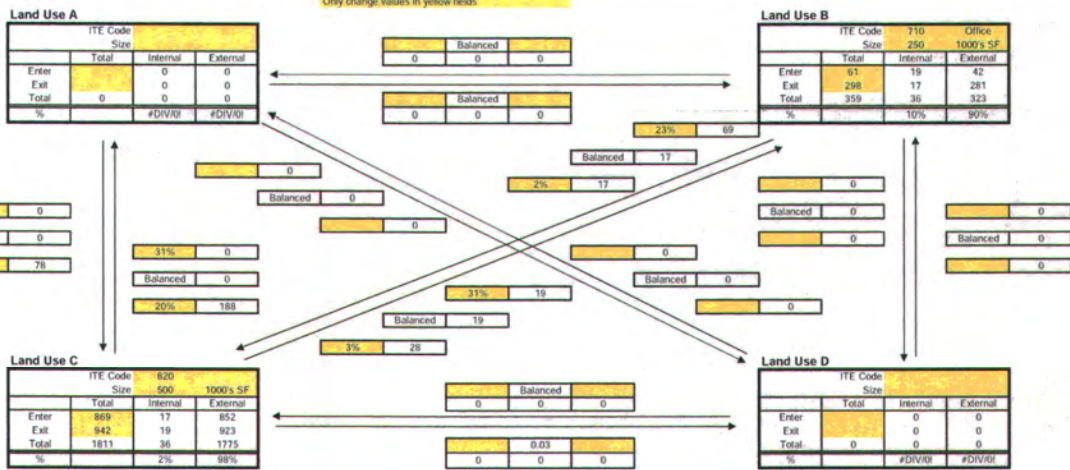 Only change values in yellow fields
Land Use A
ITE Code
Size
Total Internal External
Enter 0 0
Exit 0 0
Total 0 0 0
% #DIV/0! #DIV/0!
Balanced
0 0 0
Balanced
0 0 0
Land Use B
ITE Code 710 Office
Size 250 1000's SF
Total Internal External
Enter 61 19 42
Exit 298 17 281
Total 359 36 323
% 10% 90%
23% 69
Balanced 17
2% 17
0
Balanced 0
0
0
Balanced 0
0
0
Balanced 0
0
0
0
78
31% 0
Balanced 0
20% 188
0
Balanced 0
0
31% 19
Balanced 19
3% 28
Land Use C
ITE Code 820
Size 500 1000's SF
Total Internal External
Enter 869 17 852
Exit 942 19 923
Total 1811 36 1775
% 2% 98%
Balanced
0 0 0
0.03
0 0 0
Land Use D
ITE Code
Size
Total Internal External
Enter 0 0
Exit 0 0
Total 0 0 0
% #DIV/0! #DIV/0!